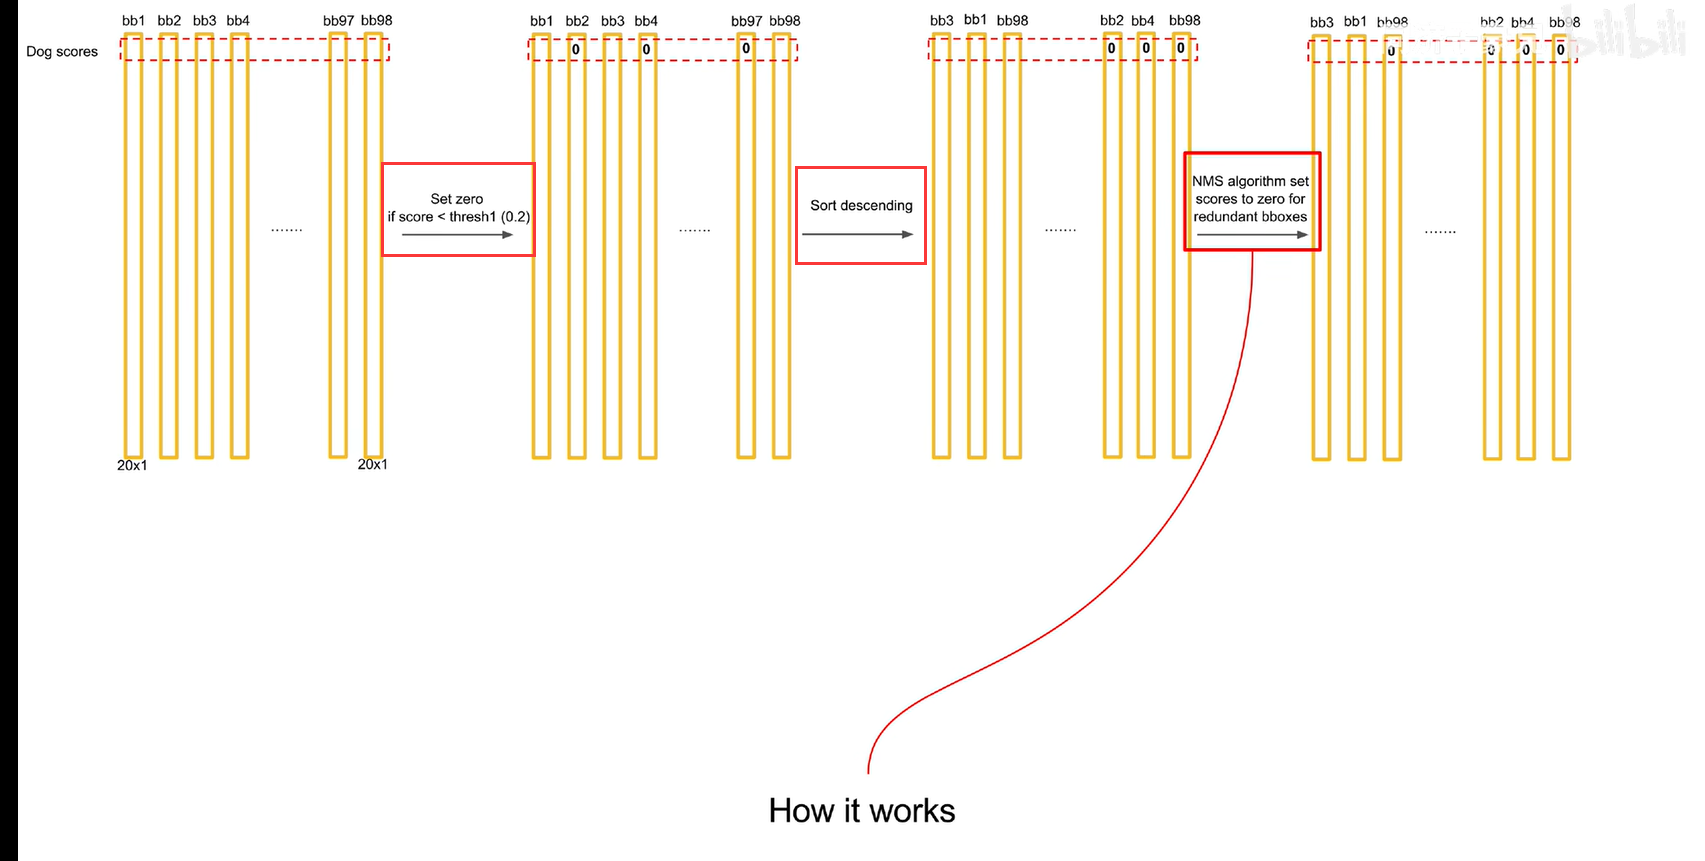 bb1 bb2 bb3 bb4 bb97 bb98 bb1 bb2 bb3 bb4 bb97 bb98 bb3 bb1 bb98 bb2 bb4 bb98 bb3 bb1 bb98 bb2 bb4 bb98
Dog scores 0 0 0 0 0 0 0 0 0 0
bilibili
Set zero
if score < thresh1 (0.2)
.......
Sort descending
.......
NMS algorithm set
scores to zero for
redundant bboxes
.......
.......
20x1 20x1
How it works